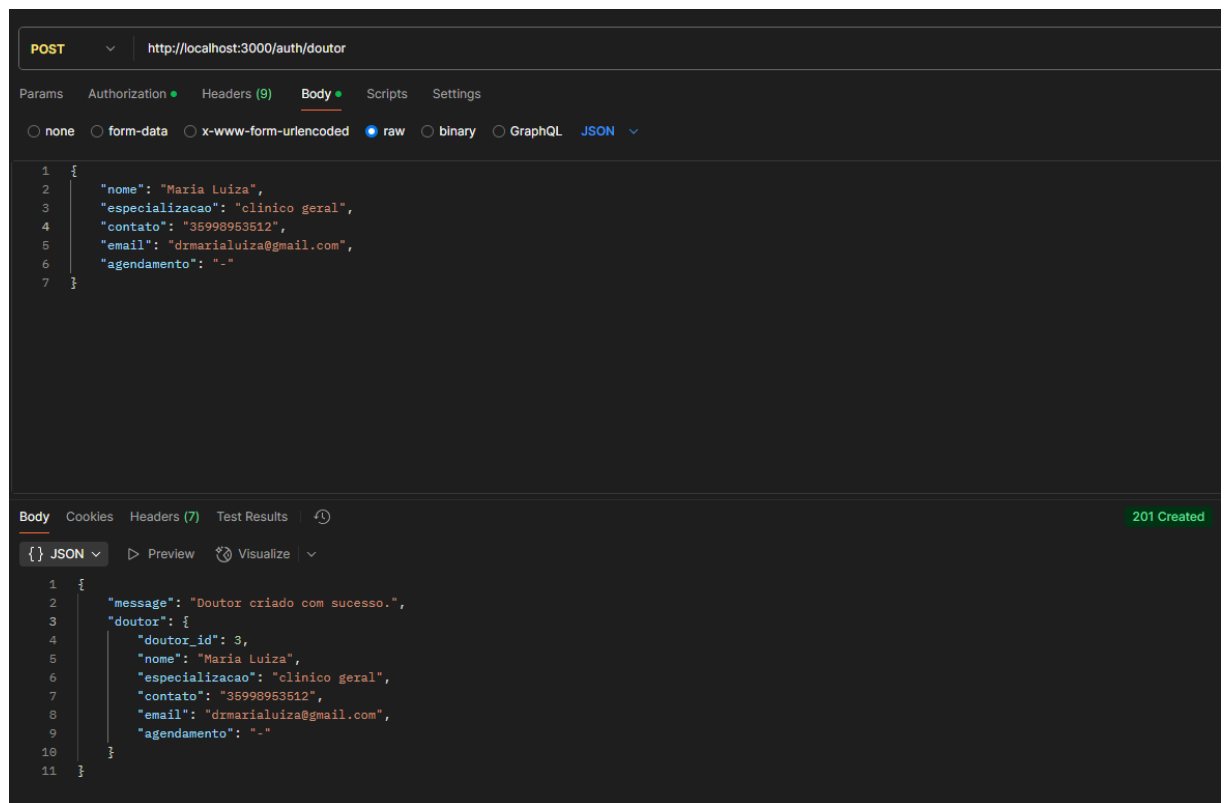 POST http://localhost:3000/auth/doutor
Params Authorization Headers (9) Body Scripts Settings
none form-data x-www-form-urlencoded raw binary GraphQL JSON
1 {
2 "nome": "Maria Luiza",
3 "especializacao": "clinico geral",
4 "contato": "35998953512",
5 "email": "drmarialuiza@gmail.com",
6 "agendamento": "-"
7 }
Body Cookies Headers (7) Test Results 201 Created
{} JSON Preview Visualize
1 {
2 "message": "Doutor criado com sucesso.",
3 "doutor": {
4 "doutor_id": 3,
5 "nome": "Maria Luiza",
6 "especializacao": "clinico geral",
7 "contato": "35998953512",
8 "email": "drmarialuiza@gmail.com",
9 "agendamento": "-"
10 }
11 }